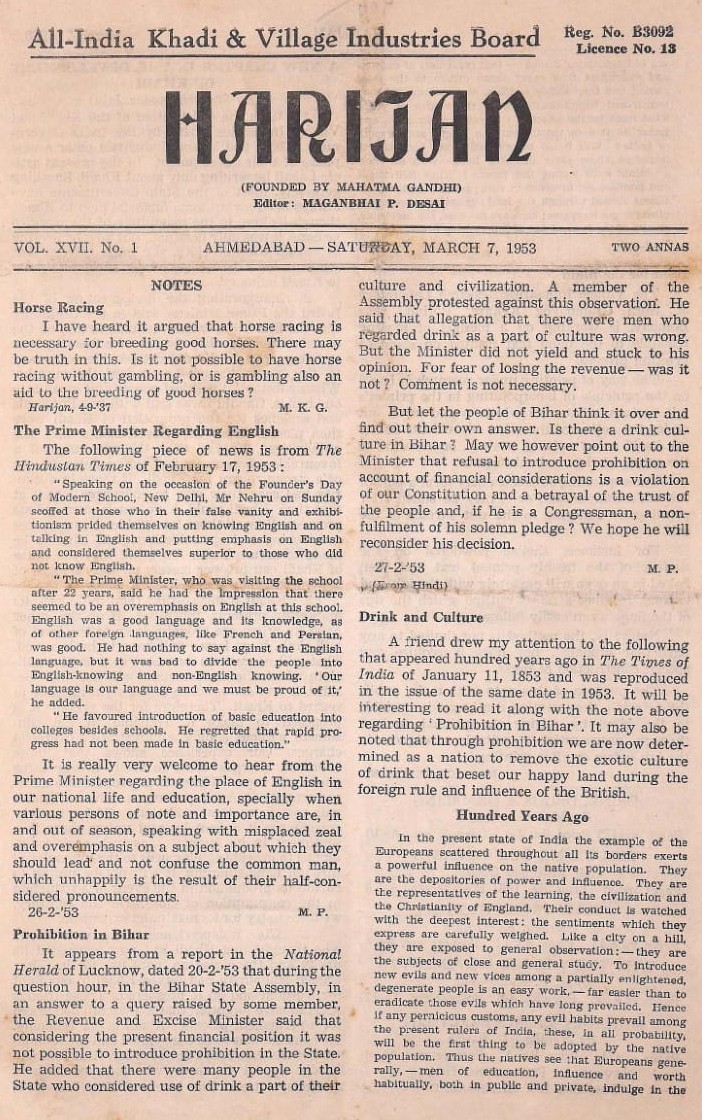 All-India Khadi & Village Industries Board
Reg. No. B3092
Licence No. 13
HARIJAN
(FOUNDED BY MAHATMA GANDHI)
Editor: MAGANBHAI P. DESAI
VOL. XVII. No. 1
AHMEDABAD — SATURDAY, MARCH 7, 1953
TWO ANNAS
NOTES
Horse Racing
I have heard it argued that horse racing is
necessary for breeding good horses. There may
be truth in this. Is it not possible to have horse
racing without gambling, or is gambling also an
aid to the breeding of good horses?
Harijan, 4-9-'37 M. K. G.
The Prime Minister Regarding English
The following piece of news is from The
Hindustan Times of February 17, 1953:
"Speaking on the occasion of the Founder's Day
of Modern School, New Delhi, Mr Nehru on Sunday
scoffed at those who in their false vanity and exhibi-
tionism prided themselves on knowing English and on
talking in English and putting emphasis on English
and considered themselves superior to those who did
not know English.
"The Prime Minister, who was visiting the school
after 22 years, said he had the impression that there
seemed to be an overemphasis on English at this school.
English was a good language and its knowledge, as
of other foreign languages, like French and Persian,
was good. He had nothing to say against the English
language, but it was bad to divide the people into
English-knowing and non-English knowing. 'Our
language is our language and we must be proud of it,'
he added.
"He favoured introduction of basic education into
colleges besides schools. He regretted that rapid pro-
gress had not been made in basic education."
It is really very welcome to hear from the
Prime Minister regarding the place of English in
our national life and education, specially when
various persons of note and importance are, in
and out of season, speaking with misplaced zeal
and overemphasis on a subject about which they
should lead and not confuse the common man,
which unhappily is the result of their half-con-
sidered pronouncements.
26-2-'53 M. P.
Prohibition in Bihar
It appears from a report in the National
Herald of Lucknow, dated 20-2-'53 that during the
question hour, in the Bihar State Assembly, in
an answer to a query raised by some member,
the Revenue and Excise Minister said that
considering the present financial position it was
not possible to introduce prohibition in the State.
He added that there were many people in the
State who considered use of drink a part of their
culture and civilization. A member of the
Assembly protested against this observation. He
said that allegation that there were men who
regarded drink as a part of culture was wrong.
But the Minister did not yield and stuck to his
opinion. For fear of losing the revenue — was it
not? Comment is not necessary.
But let the people of Bihar think it over and
find out their own answer. Is there a drink cul-
ture in Bihar? May we however point out to the
Minister that refusal to introduce prohibition on
account of financial considerations is a violation
of our Constitution and a betrayal of the trust of
the people and, if he is a Congressman, a non-
fulfilment of his solemn pledge? We hope he will
reconsider his decision.
27-2-'53 M. P.
(From Hindi)
Drink and Culture
A friend drew my attention to the following
that appeared hundred years ago in The Times of
India of January 11, 1853 and was reproduced
in the issue of the same date in 1953. It will be
interesting to read it along with the note above
regarding 'Prohibition in Bihar'. It may also be
noted that through prohibition we are now deter-
mined as a nation to remove the exotic culture
of drink that beset our happy land during the
foreign rule and influence of the British.
Hundred Years Ago
In the present state of India the example of the
Europeans scattered throughout all its borders exerts
a powerful influence on the native population. They
are the depositories of power and influence. They are
the representatives of the learning, the civilization and
the Christianity of England. Their conduct is watched
with the deepest interest: the sentiments which they
express are carefully weighed. Like a city on a hill,
they are exposed to general observation: — they are
the subjects of close and general study. To introduce
new evils and new vices among a partially enlightened,
degenerate people is an easy work, — far easier than to
eradicate those evils which have long prevailed. Hence
if any pernicious customs, any evil habits prevail among
the present rulers of India, these, in all probability,
will be the first thing to be adopted by the native
population. Thus the natives see that Europeans gene-
rally, — men of education, influence and worth
habitually, both in public and private, indulge in the